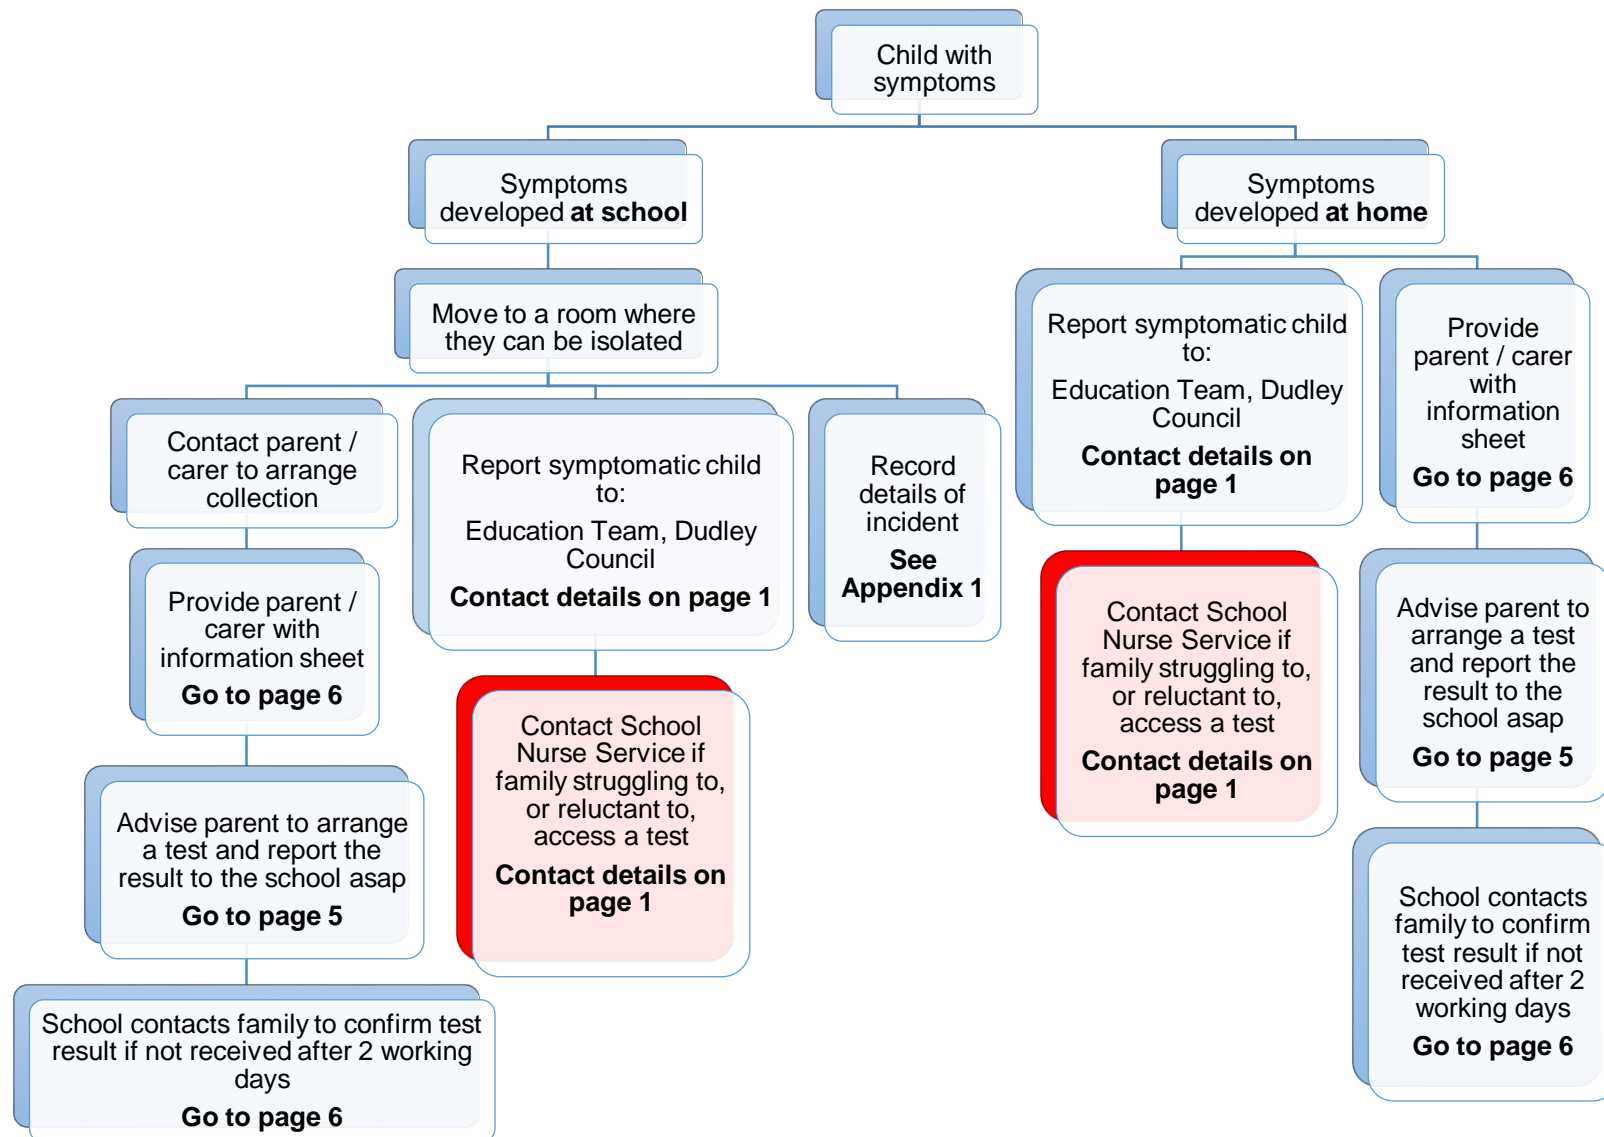 Child with
symptoms
Symptoms
developed at school
Symptoms
developed at home
Move to a room where
they can be isolated
Contact parent /
carer to arrange
collection
Provide parent /
carer with
information sheet
Go to page 6
Advise parent to arrange
a test and report the
result to the school asap
Go to page 5
School contacts family to confirm test
result if not received after 2 working
days
Go to page 6
Report symptomatic child
to:
Education Team, Dudley
Council
Contact details on page 1
Contact School
Nurse Service if
family struggling to,
or reluctant to,
access a test
Contact details on
page 1
Record
details of
incident
See
Appendix 1
Report symptomatic child
to:
Education Team, Dudley
Council
Contact details on
page 1
Contact School
Nurse Service if
family struggling to,
or reluctant to,
access a test
Contact details on
page 1
Provide
parent / carer
with
information
sheet
Go to page 6
Advise parent to
arrange a test
and report the
result to the
school asap
Go to page 5
School contacts
family to confirm
test result if not
received after 2
working days
Go to page 6